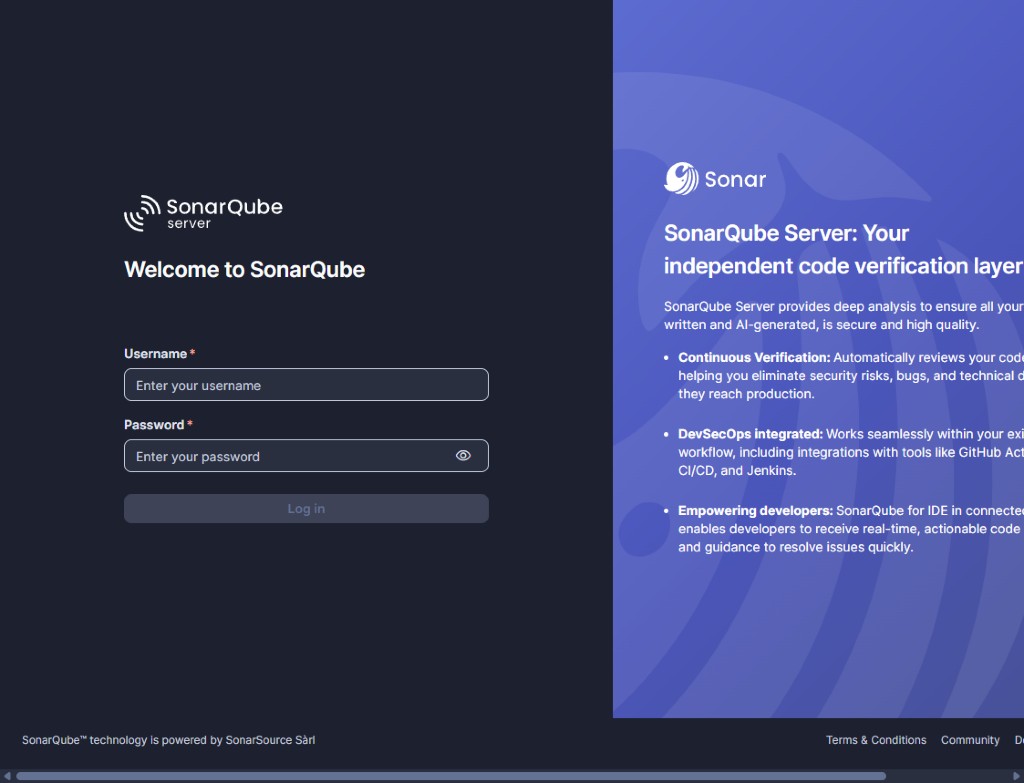 SonarQube
server
Welcome to SonarQube
Username *
Enter your username
Password *
Enter your password
Log in
Sonar
SonarQube Server: Your
independent code verification layer
SonarQube Server provides deep analysis to ensure all your
written and AI-generated, is secure and high quality.
• Continuous Verification: Automatically reviews your code
helping you eliminate security risks, bugs, and technical
they reach production.
• DevSecOps integrated: Works seamlessly within your
workflow, including integrations with tools like GitHub
CI/CD, and Jenkins.
• Empowering developers: SonarQube for IDE in connected
enables developers to receive real-time, actionable code
and guidance to resolve issues quickly.
SonarQube™ technology is powered by SonarSource Sàrl
Terms & Conditions
Community